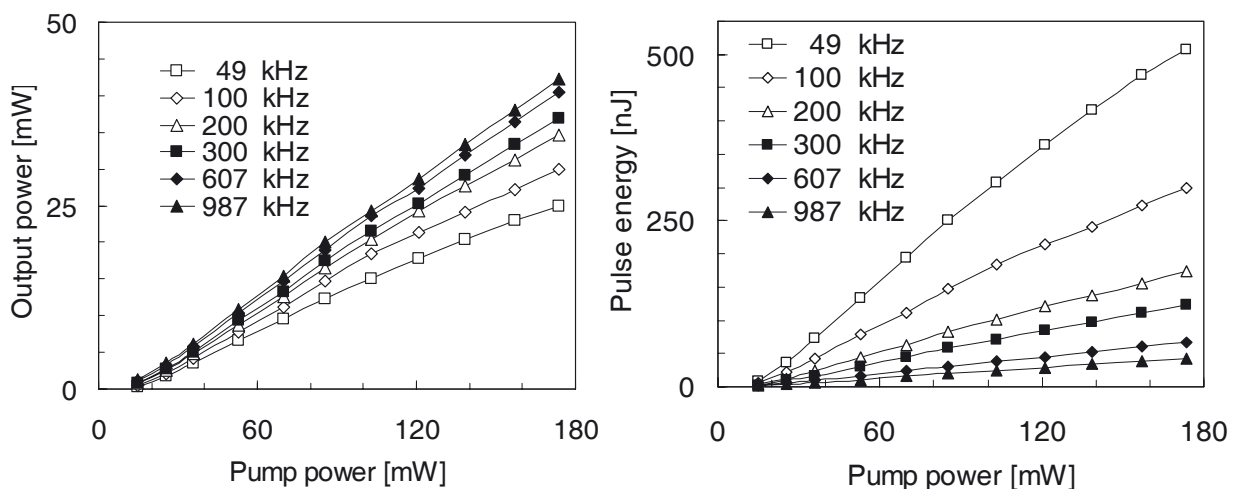 50
25
0
Output power [mW]
49 kHz
100 kHz
200 kHz
300 kHz
607 kHz
987 kHz
0
60
120
180
Pump power [mW]
500
250
0
Pulse energy [nJ]
49 kHz
100 kHz
200 kHz
300 kHz
607 kHz
987 kHz
0
60
120
180
Pump power [mW]